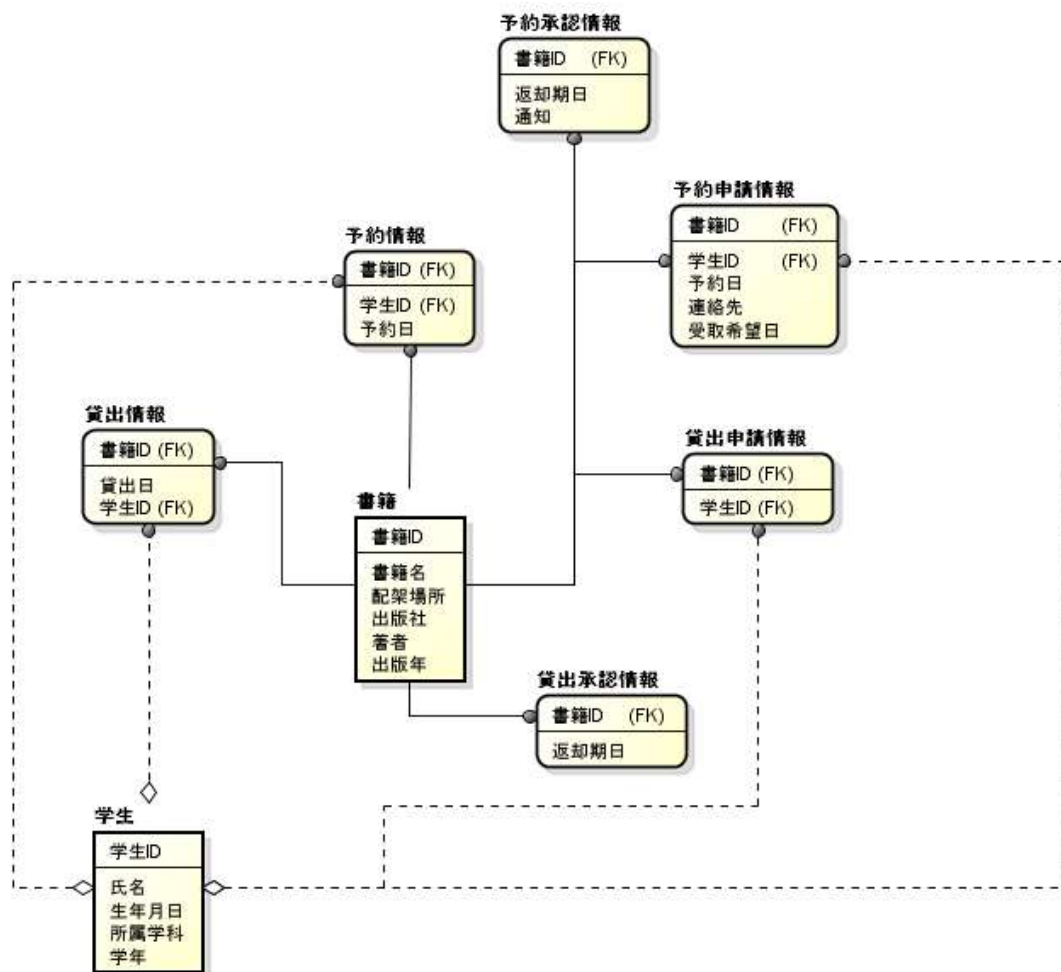 予約承認情報
書籍ID (FK)
返却期日
通知
予約申請情報
書籍ID (FK)
学生ID (FK)
予約日
連絡先
受取希望日
予約情報
書籍ID (FK)
学生ID (FK)
予約日
貸出情報
書籍ID (FK)
貸出日
学生ID (FK)
貸出申請情報
書籍ID (FK)
学生ID (FK)
書籍
書籍ID
書籍名
配架場所
出版社
著者
出版年
貸出承認情報
書籍ID (FK)
返却期日
学生
学生ID
氏名
生年月日
所属学科
学年